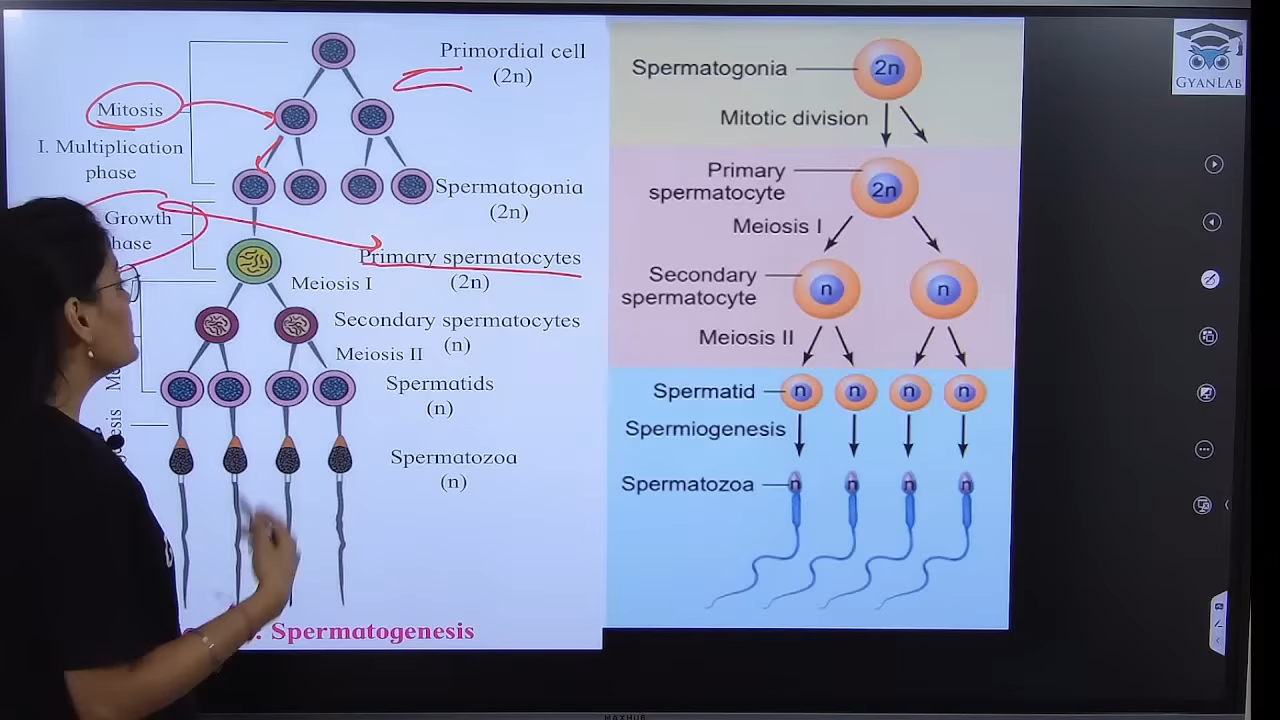 Primordial cell
(2n)
Mitosis
I. Multiplication
phase
Spermatogonia
(2n)
Growth
Primary spermatocytes
(2n)
Meiosis I
Secondary spermatocytes
(n)
Meiosis II
Spermatids
(n)
Spermatozoa
(n)
Spermatogenesis
Spermatogonia
2n
Mitotic division
Primary
spermatocyte
2n
Meiosis I
Secondary
spermatocyte
n
n
Meiosis II
Spermatid
n
n
n
n
Spermiogenesis
Spermatozoa
n
n
n
n
GYANLAB
MAXHUB